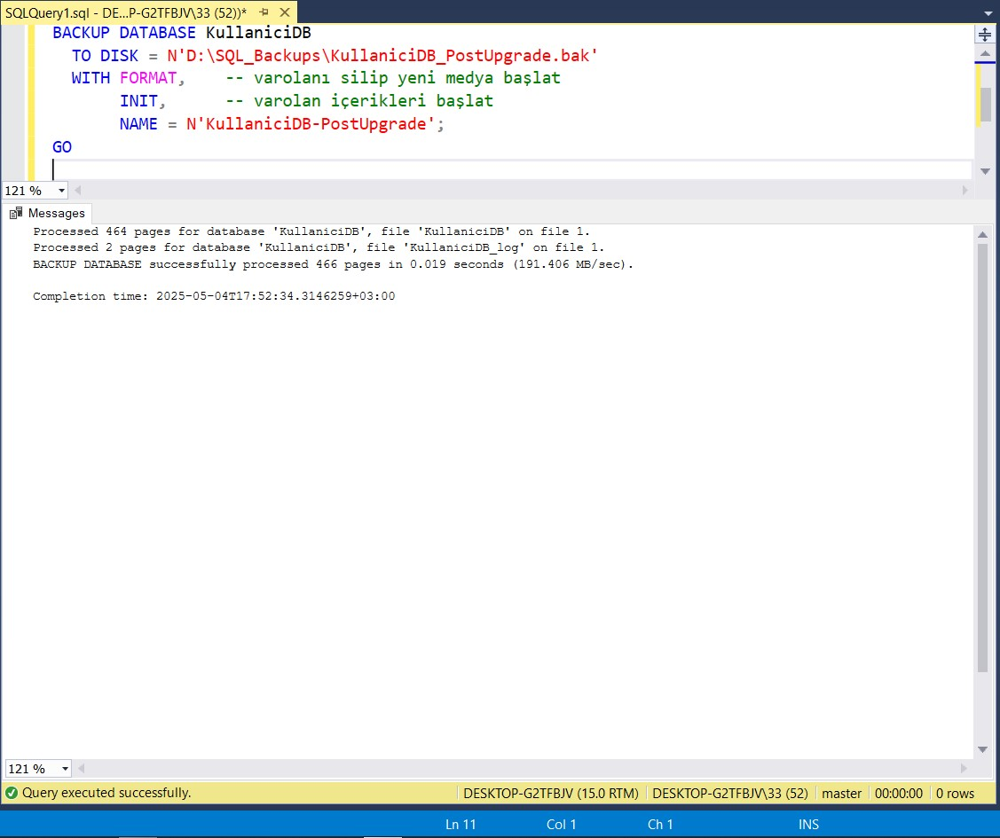 SQLQuery1.sql - DE...P-G2TFBJV\33 (52))*
BACKUP DATABASE KullaniciDB
TO DISK = N'D:\SQL_Backups\KullaniciDB_PostUpgrade.bak'
WITH FORMAT,    -- varolanı silip yeni medya başlat
INIT,      -- varolan içerikleri başlat
NAME = N'KullaniciDB-PostUpgrade';
GO
121 %
Messages
Processed 464 pages for database 'KullaniciDB', file 'KullaniciDB' on file 1.
Processed 2 pages for database 'KullaniciDB', file 'KullaniciDB_log' on file 1.
BACKUP DATABASE successfully processed 466 pages in 0.019 seconds (191.406 MB/sec).
Completion time: 2025-05-04T17:52:34.3146259+03:00
121 %
Query executed successfully. DESKTOP-G2TFBJV (15.0 RTM) DESKTOP-G2TFBJV\33 (52) master 00:00:00 0 rows
Ln 11 Col 1 Ch 1 INS